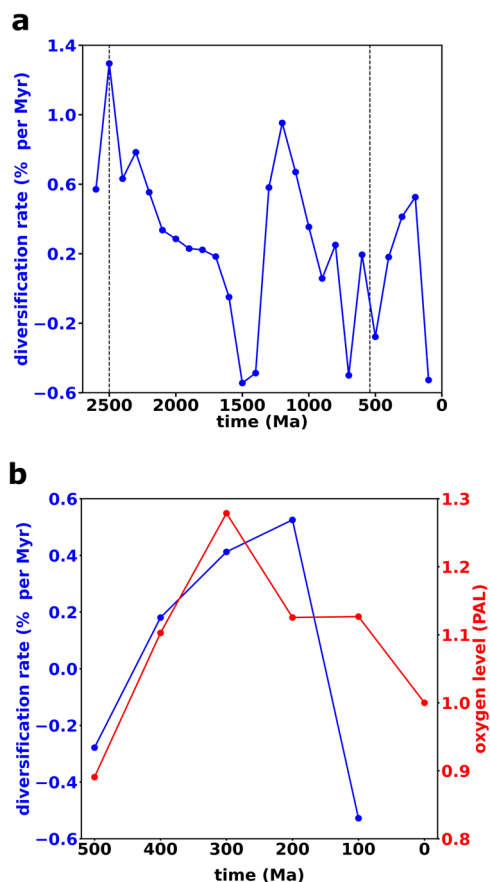 a
diversification rate (% per Myr)
1.4
1.0
0.6
0.2
−0.2
−0.6
2500 2000 1500 1000 500 0
time (Ma)
b
diversification rate (% per Myr)
0.6
0.4
0.2
0.0
−0.2
−0.4
−0.6
1.3
1.2
1.1
1.0
0.9
0.8
oxygen level (PAL)
500 400 300 200 100 0
time (Ma)